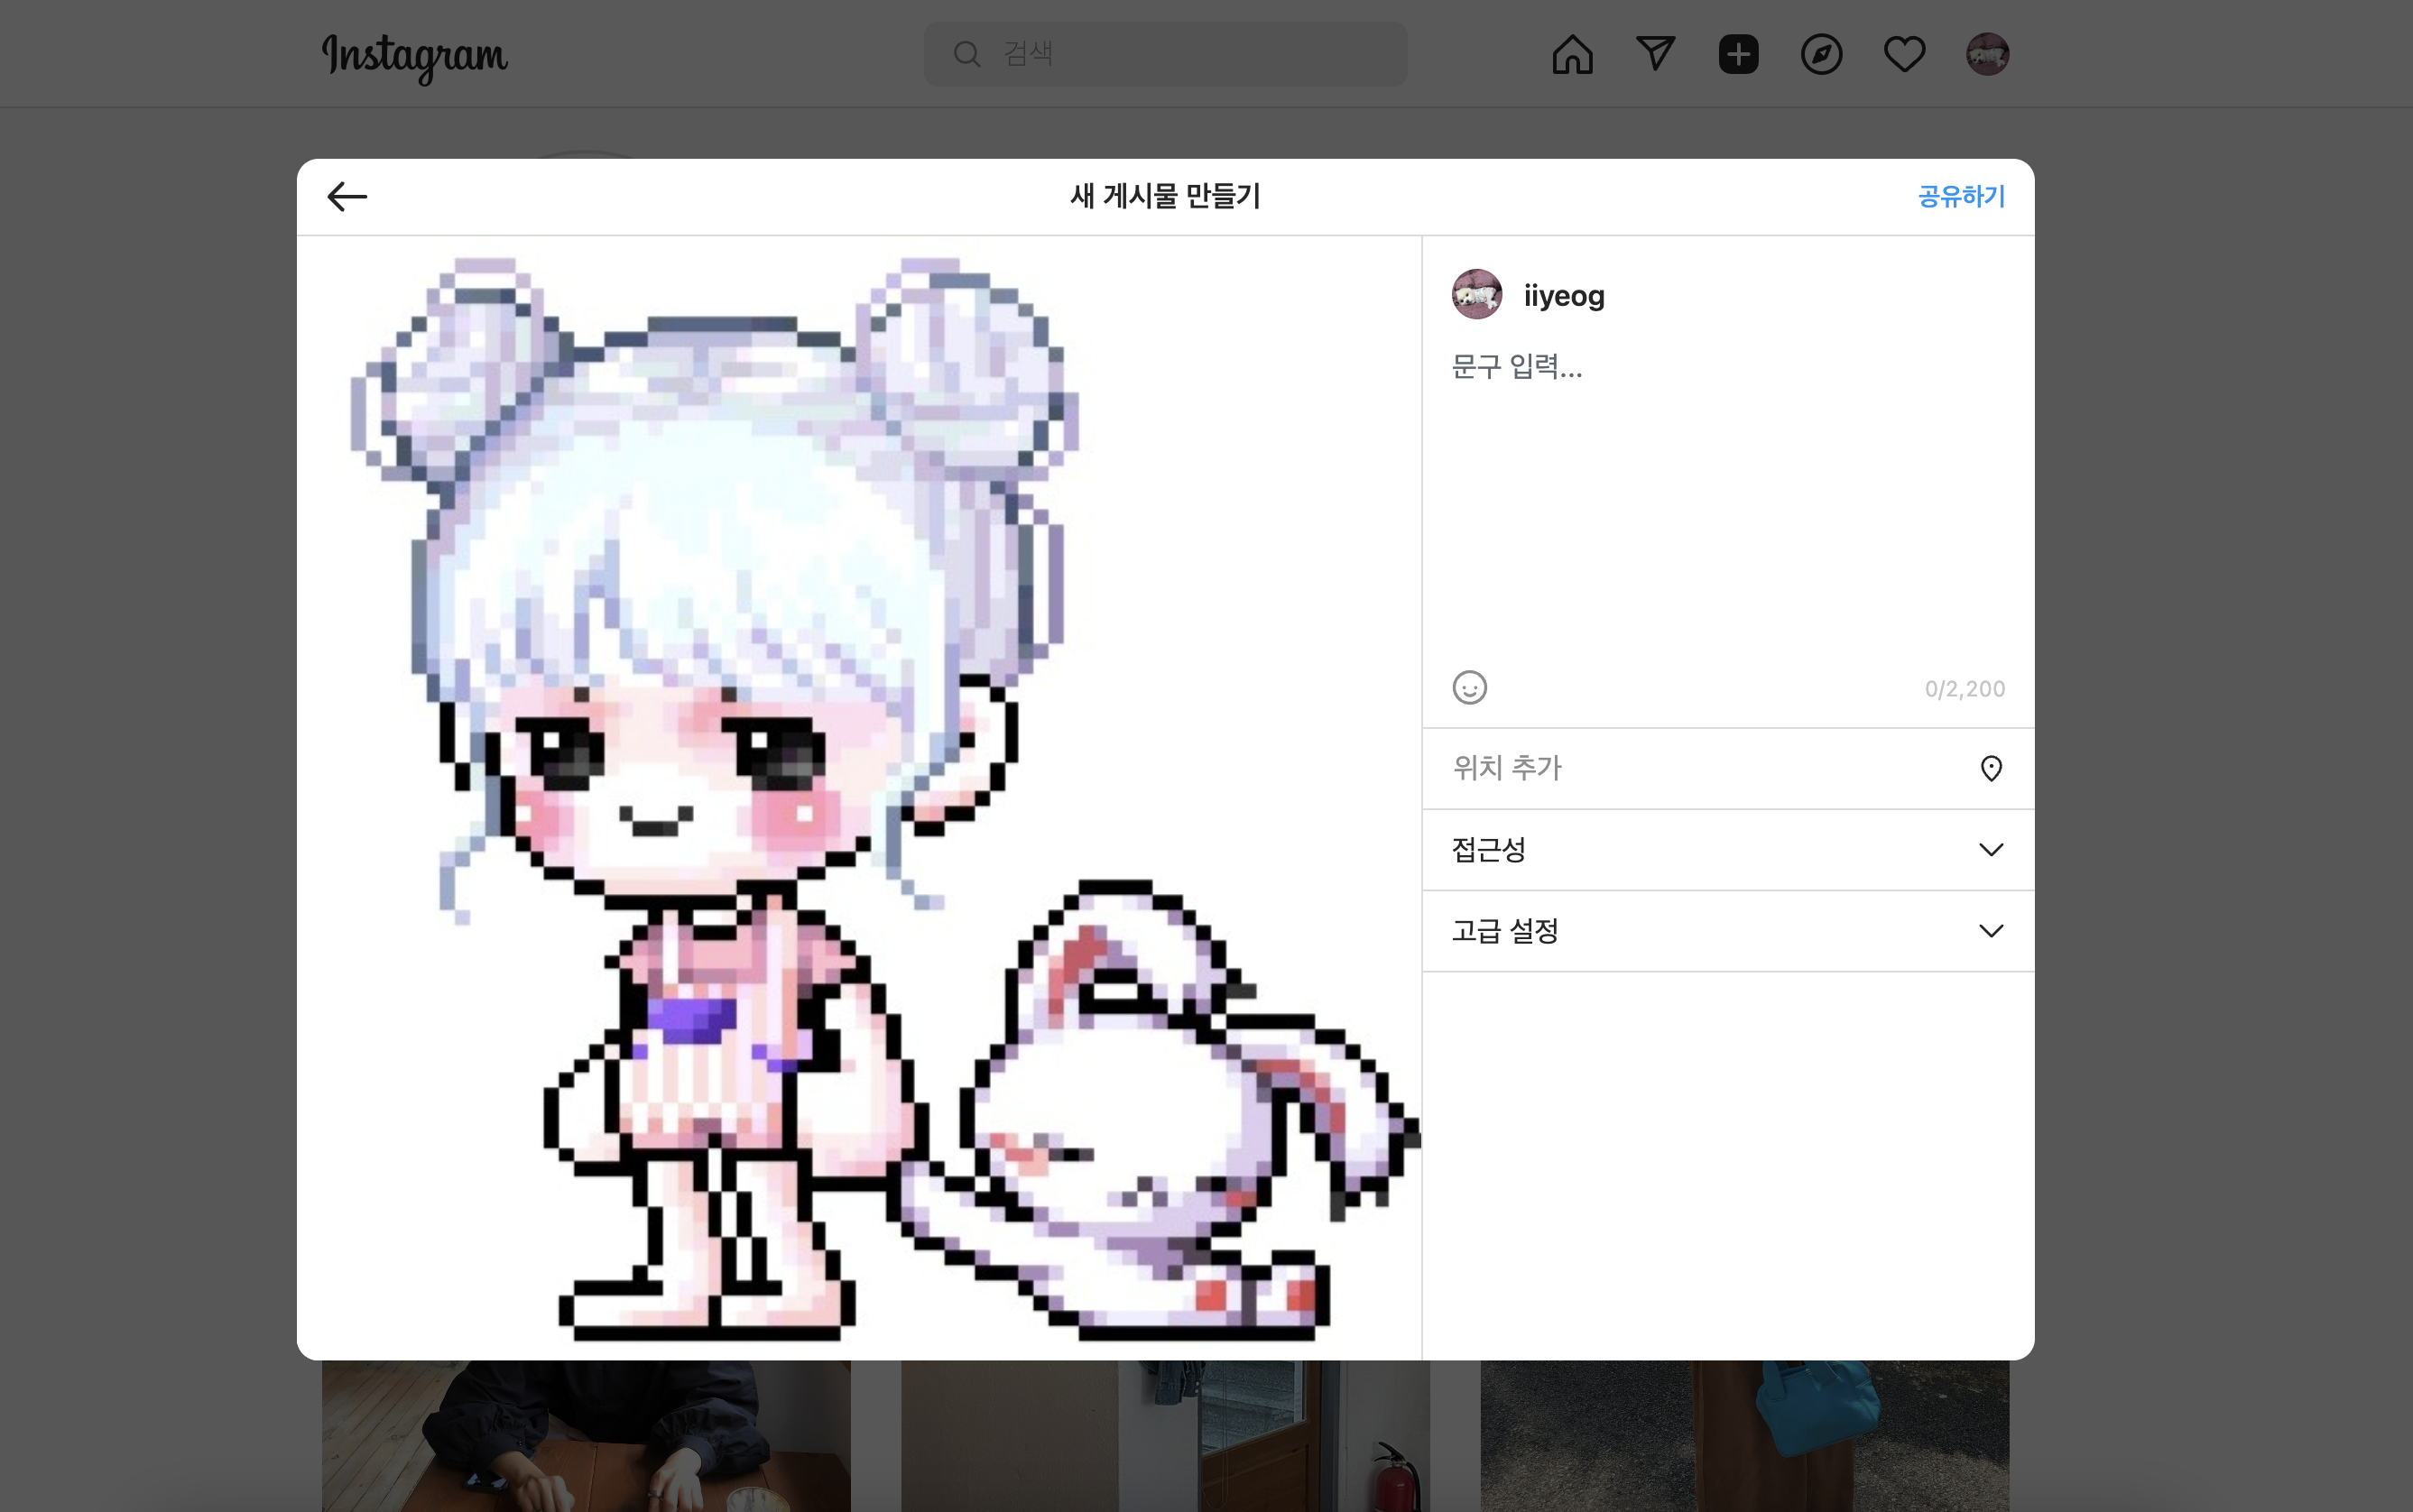 Instagram
검색
새 게시물 만들기
공유하기
iiyeog
문구 입력...
0/2,200
위치 추가
접근성
고급 설정